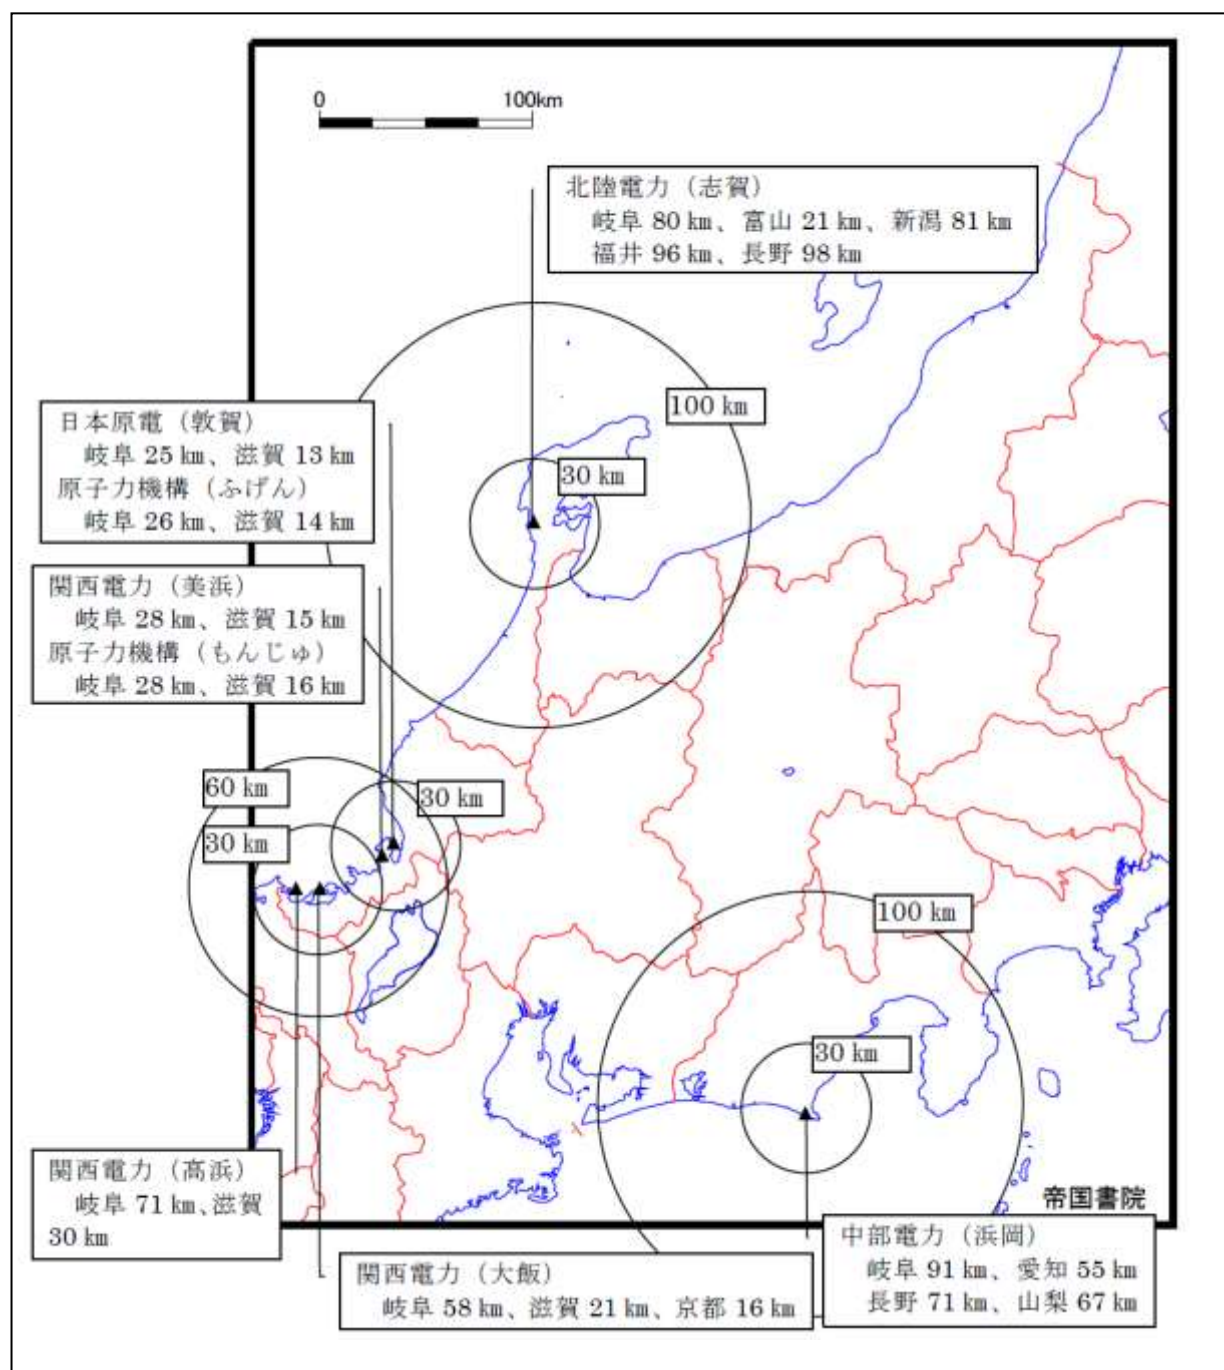 0 100km
北陸電力（志賀）
岐阜 80 ㎞、富山 21 ㎞、新潟 81 ㎞
福井 96 ㎞、長野 98 ㎞
100 ㎞
30 ㎞
日本原電（敦賀）
岐阜 25 ㎞、滋賀 13 ㎞
原子力機構（ふげん）
岐阜 26 ㎞、滋賀 14 ㎞
関西電力（美浜）
岐阜 28 ㎞、滋賀 15 ㎞
原子力機構（もんじゅ）
岐阜 28 ㎞、滋賀 16 ㎞
60 ㎞
30 ㎞
30 ㎞
100 ㎞
30 ㎞
関西電力（高浜）
岐阜 71 ㎞、滋賀
30 ㎞
帝国書院
中部電力（浜岡）
岐阜 91 ㎞、愛知 55 ㎞
長野 71 ㎞、山梨 67 ㎞
関西電力（大飯）
岐阜 58 ㎞、滋賀 21 ㎞、京都 16 ㎞